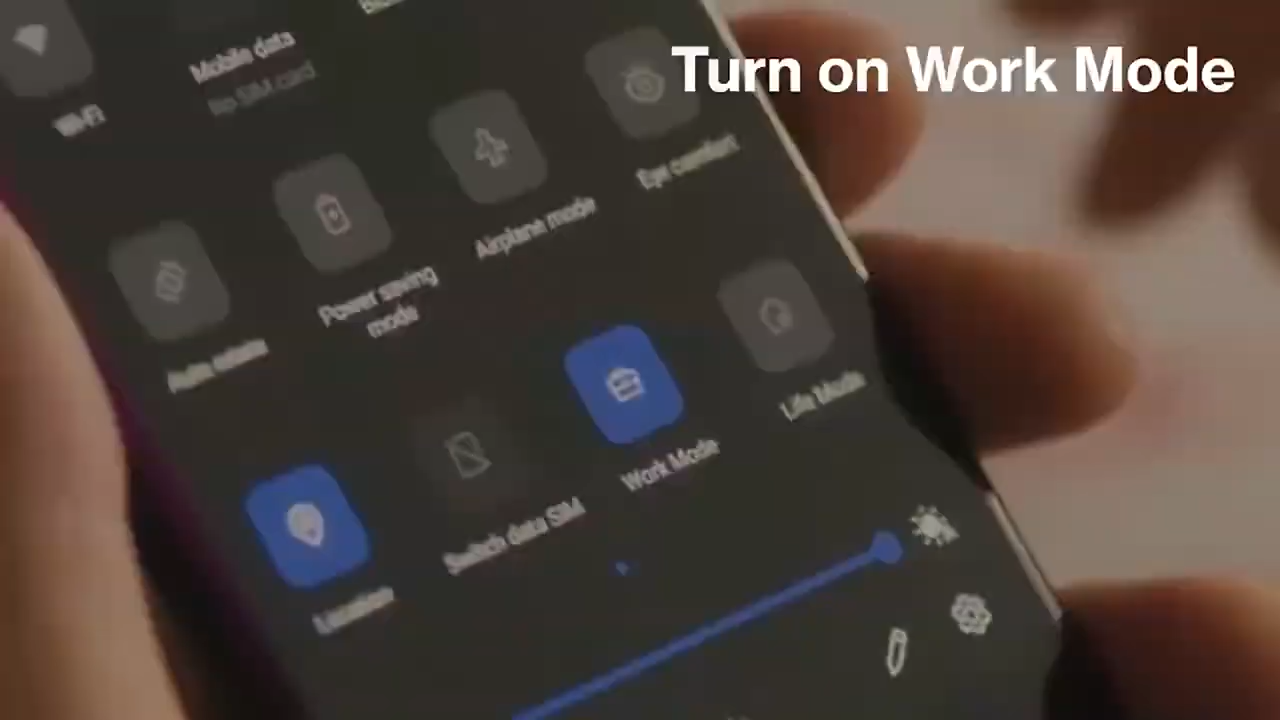 Turn on Work Mode
Mobile data
No SIM card
Wi-Fi
Eye comfort
Airplane mode
Power saving
mode
Auto rotate
Life Mode
Work Mode
Switch data SIM
Location